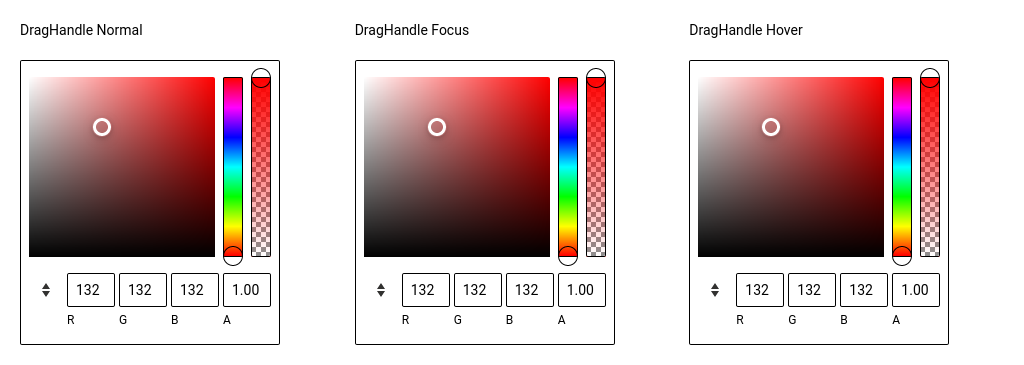 DragHandle Normal DragHandle Focus DragHandle Hover
132 132 132 1.00 132 132 132 1.00 132 132 132 1.00
R G B A R G B A R G B A